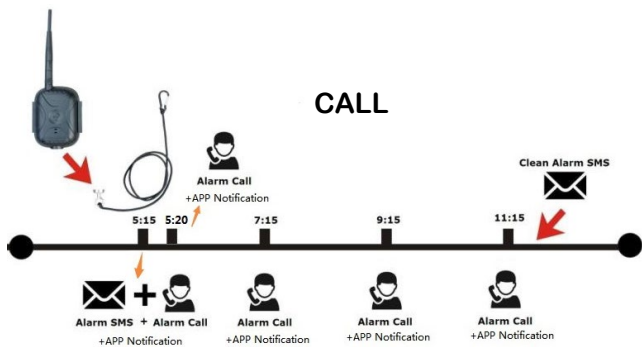 CALL
Alarm Call
+APP Notification
Clean Alarm SMS
5:15 5:20 7:15 9:15 11:15
Alarm SMS + Alarm Call
+APP Notification
Alarm Call
+APP Notification
Alarm Call
+APP Notification
Alarm Call
+APP Notification